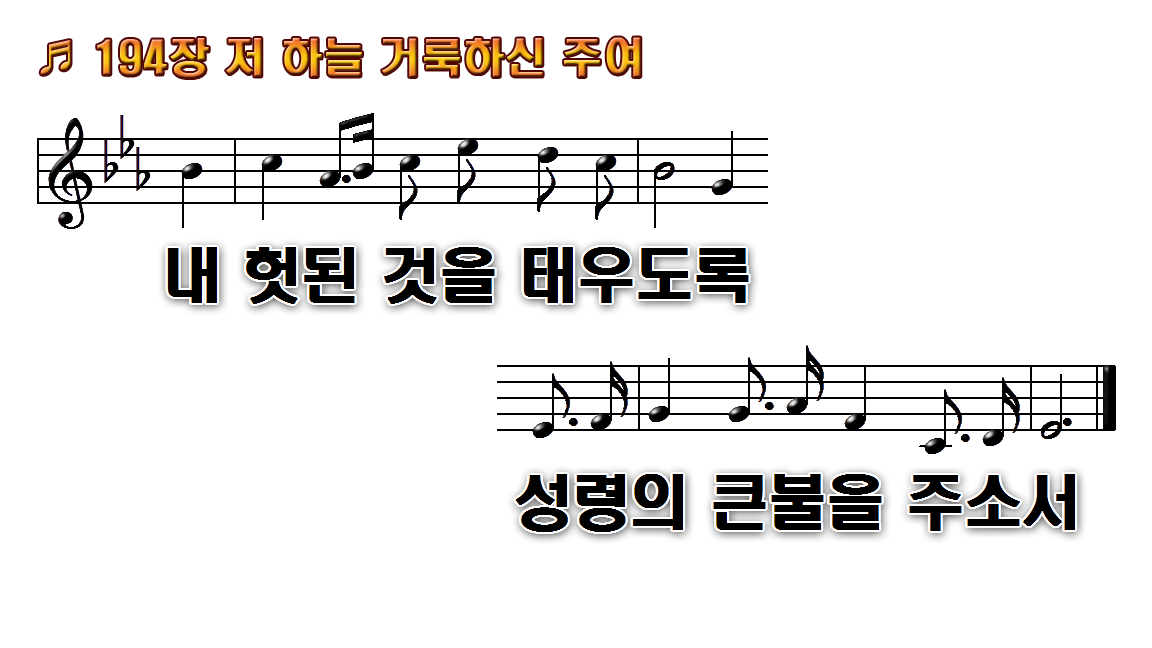 ♬ 194장 저 하늘 거룩하신 주여
내 헛된 것을 태우도록
성령의 큰불을 주소서